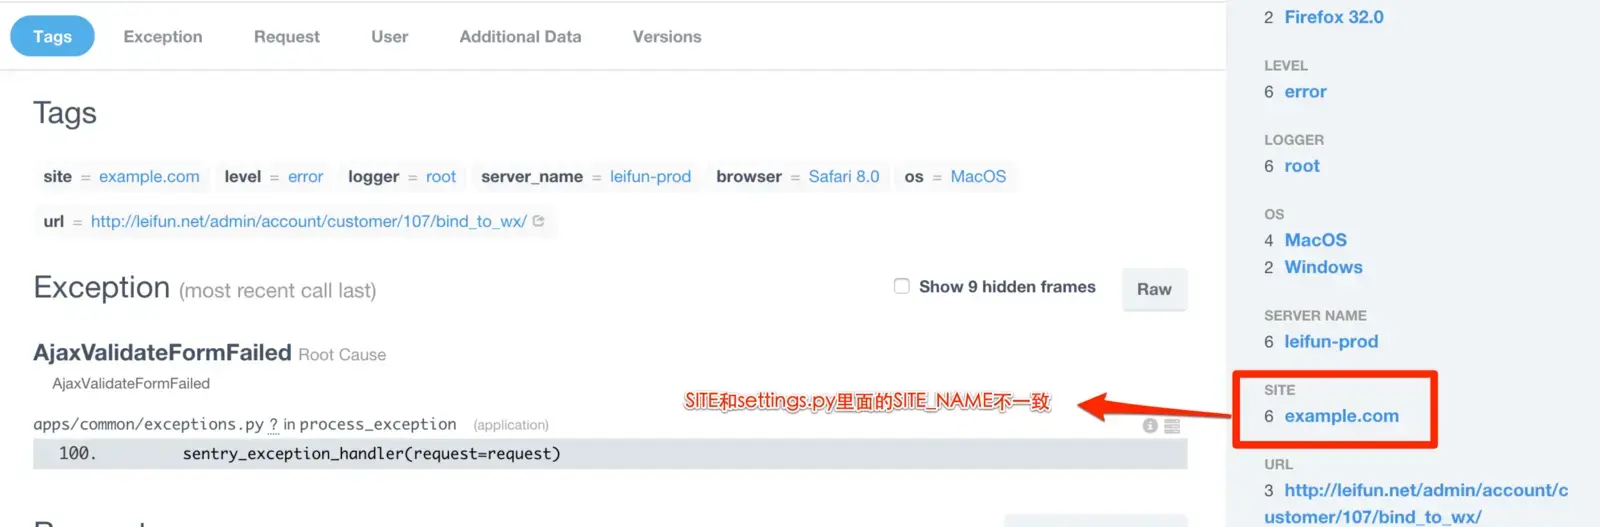 Tags Exception Request User Additional Data Versions
Tags
site = example.com level = error logger = root server_name = leifun-prod browser = Safari 8.0 os = MacOS
url = http://leifun.net/admin/account/customer/107/bind_to_wx/
Exception (most recent call last)
Show 9 hidden frames Raw
AjaxValidateFormFailed Root Cause
AjaxValidateFormFailed
apps/common/exceptions.py ? in process_exception (application)
100. sentry_exception_handler(request=request)
SITE和settings.py里面的SITE_NAME不一致
2 Firefox 32.0
LEVEL
6 error
LOGGER
6 root
OS
4 MacOS
2 Windows
SERVER NAME
6 leifun-prod
SITE
6 example.com
URL
3 http://leifun.net/admin/account/c
ustomer/107/bind_to_wx/